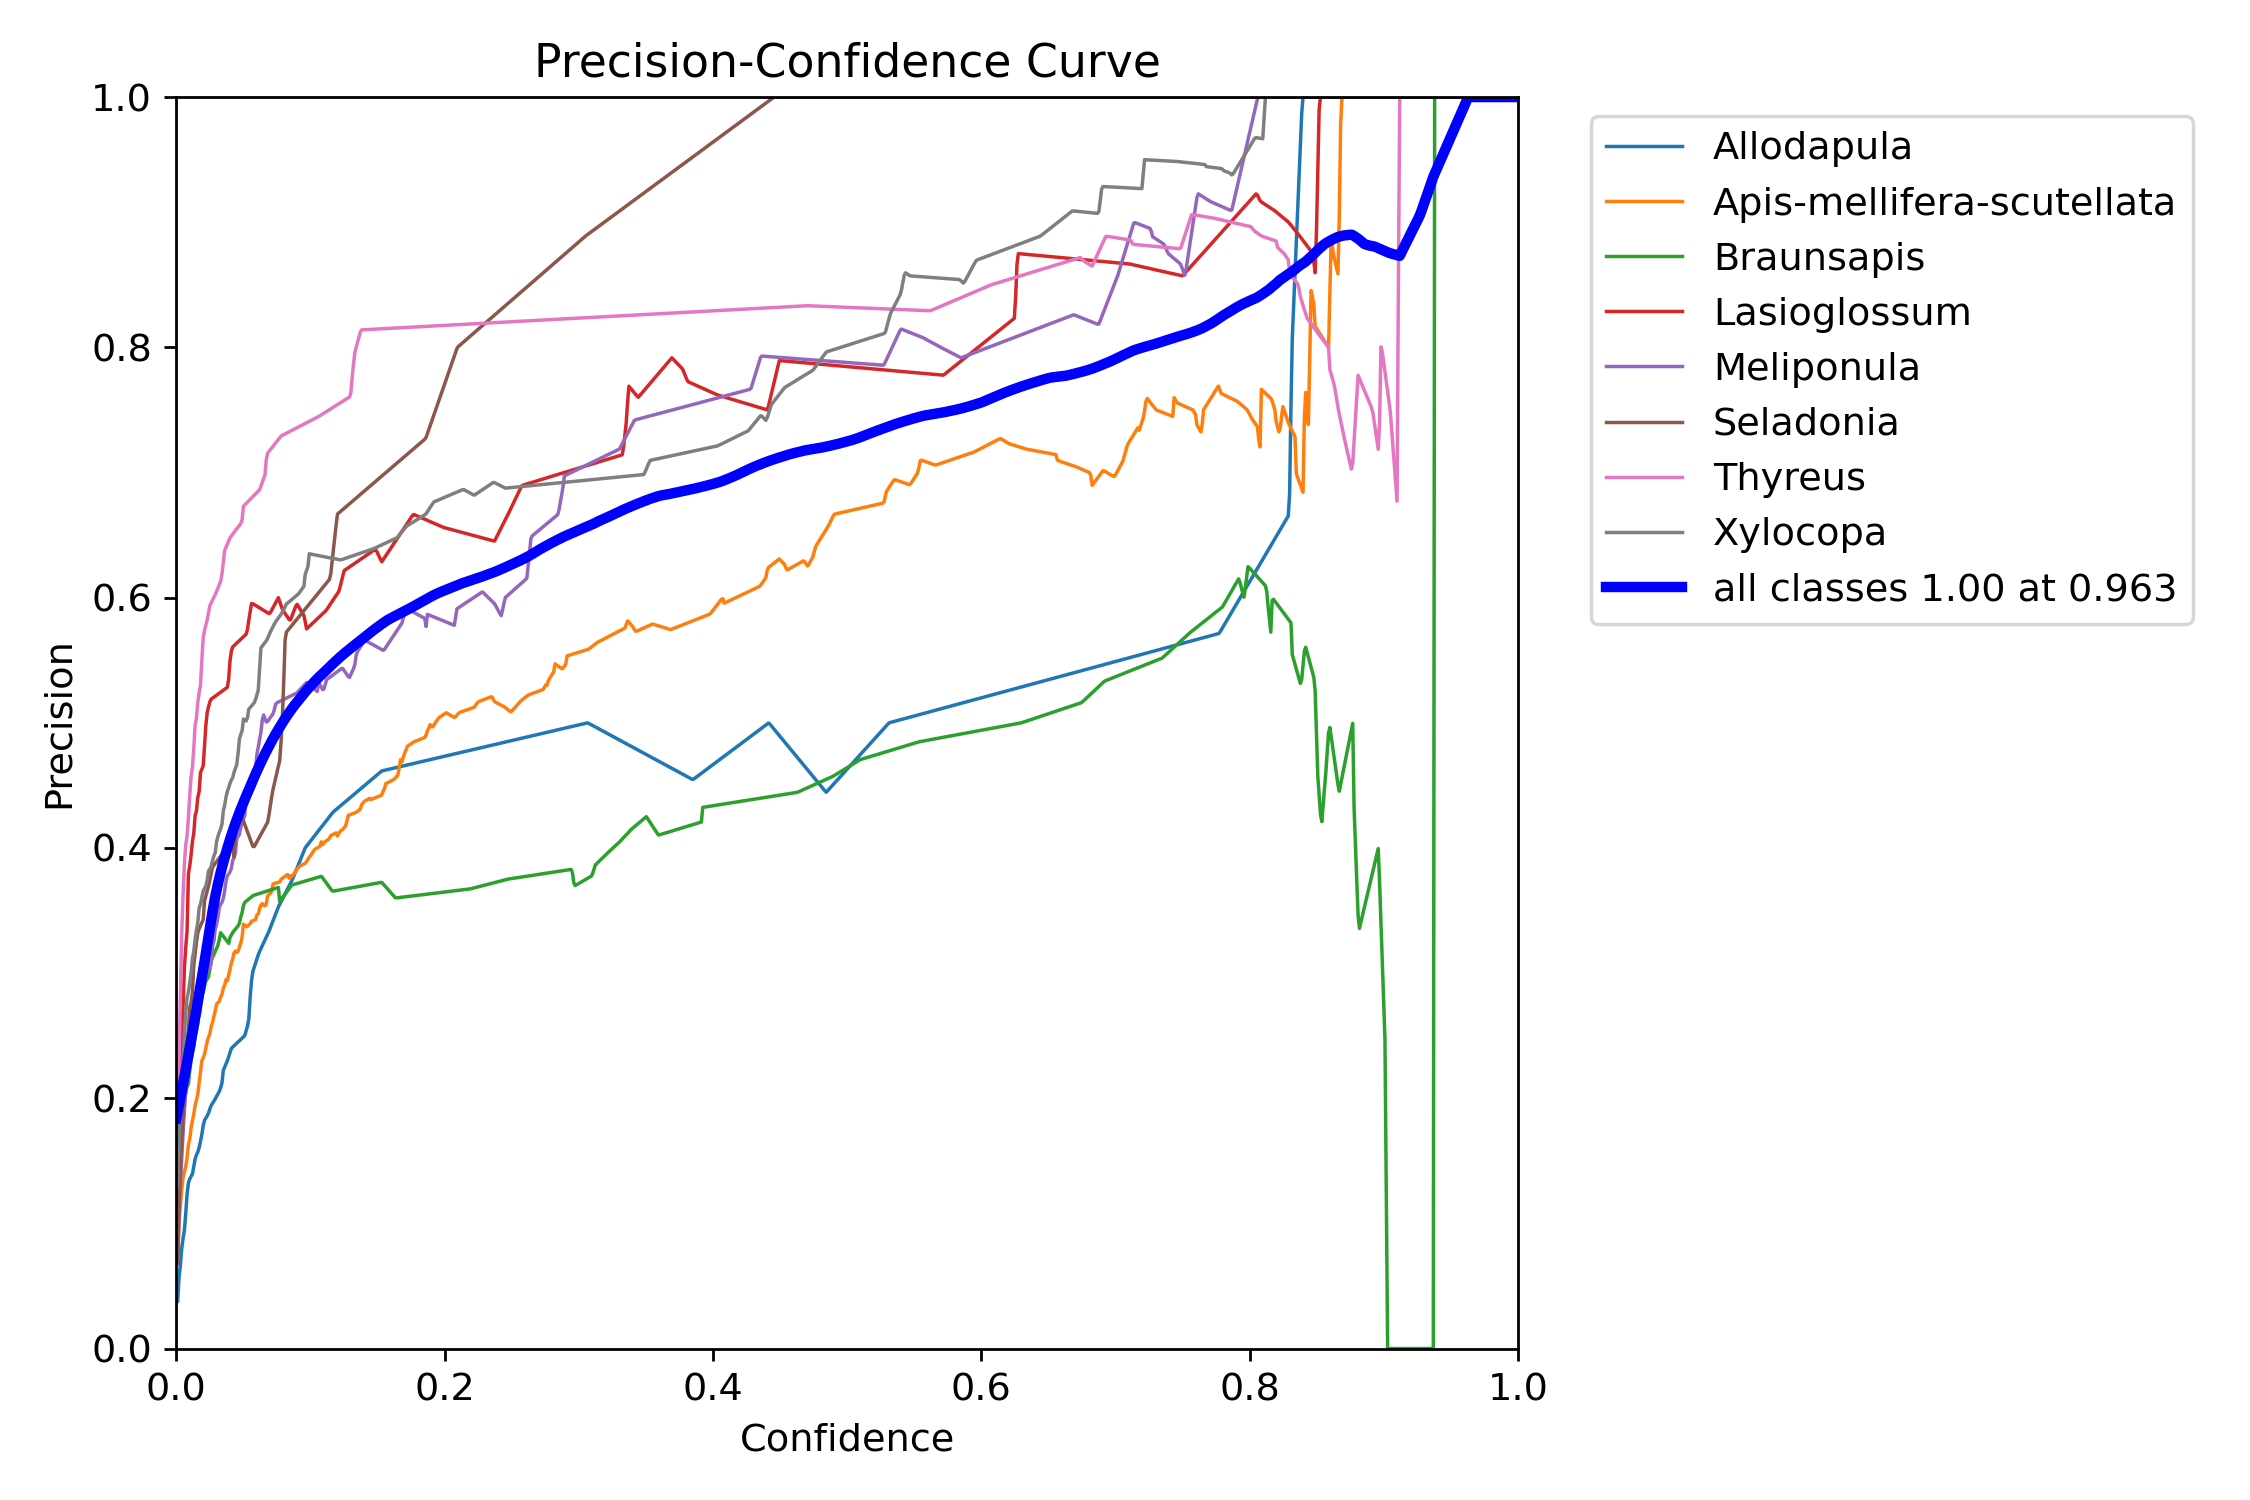 Precision-Confidence Curve
1.0
0.8
0.6
0.4
0.2
0.0
Precision
0.0 0.2 0.4 0.6 0.8 1.0
Confidence
Allodapula
Apis-mellifera-scutellata
Braunsapis
Lasioglossum
Meliponula
Seladonia
Thyreus
Xylocopa
all classes 1.00 at 0.963